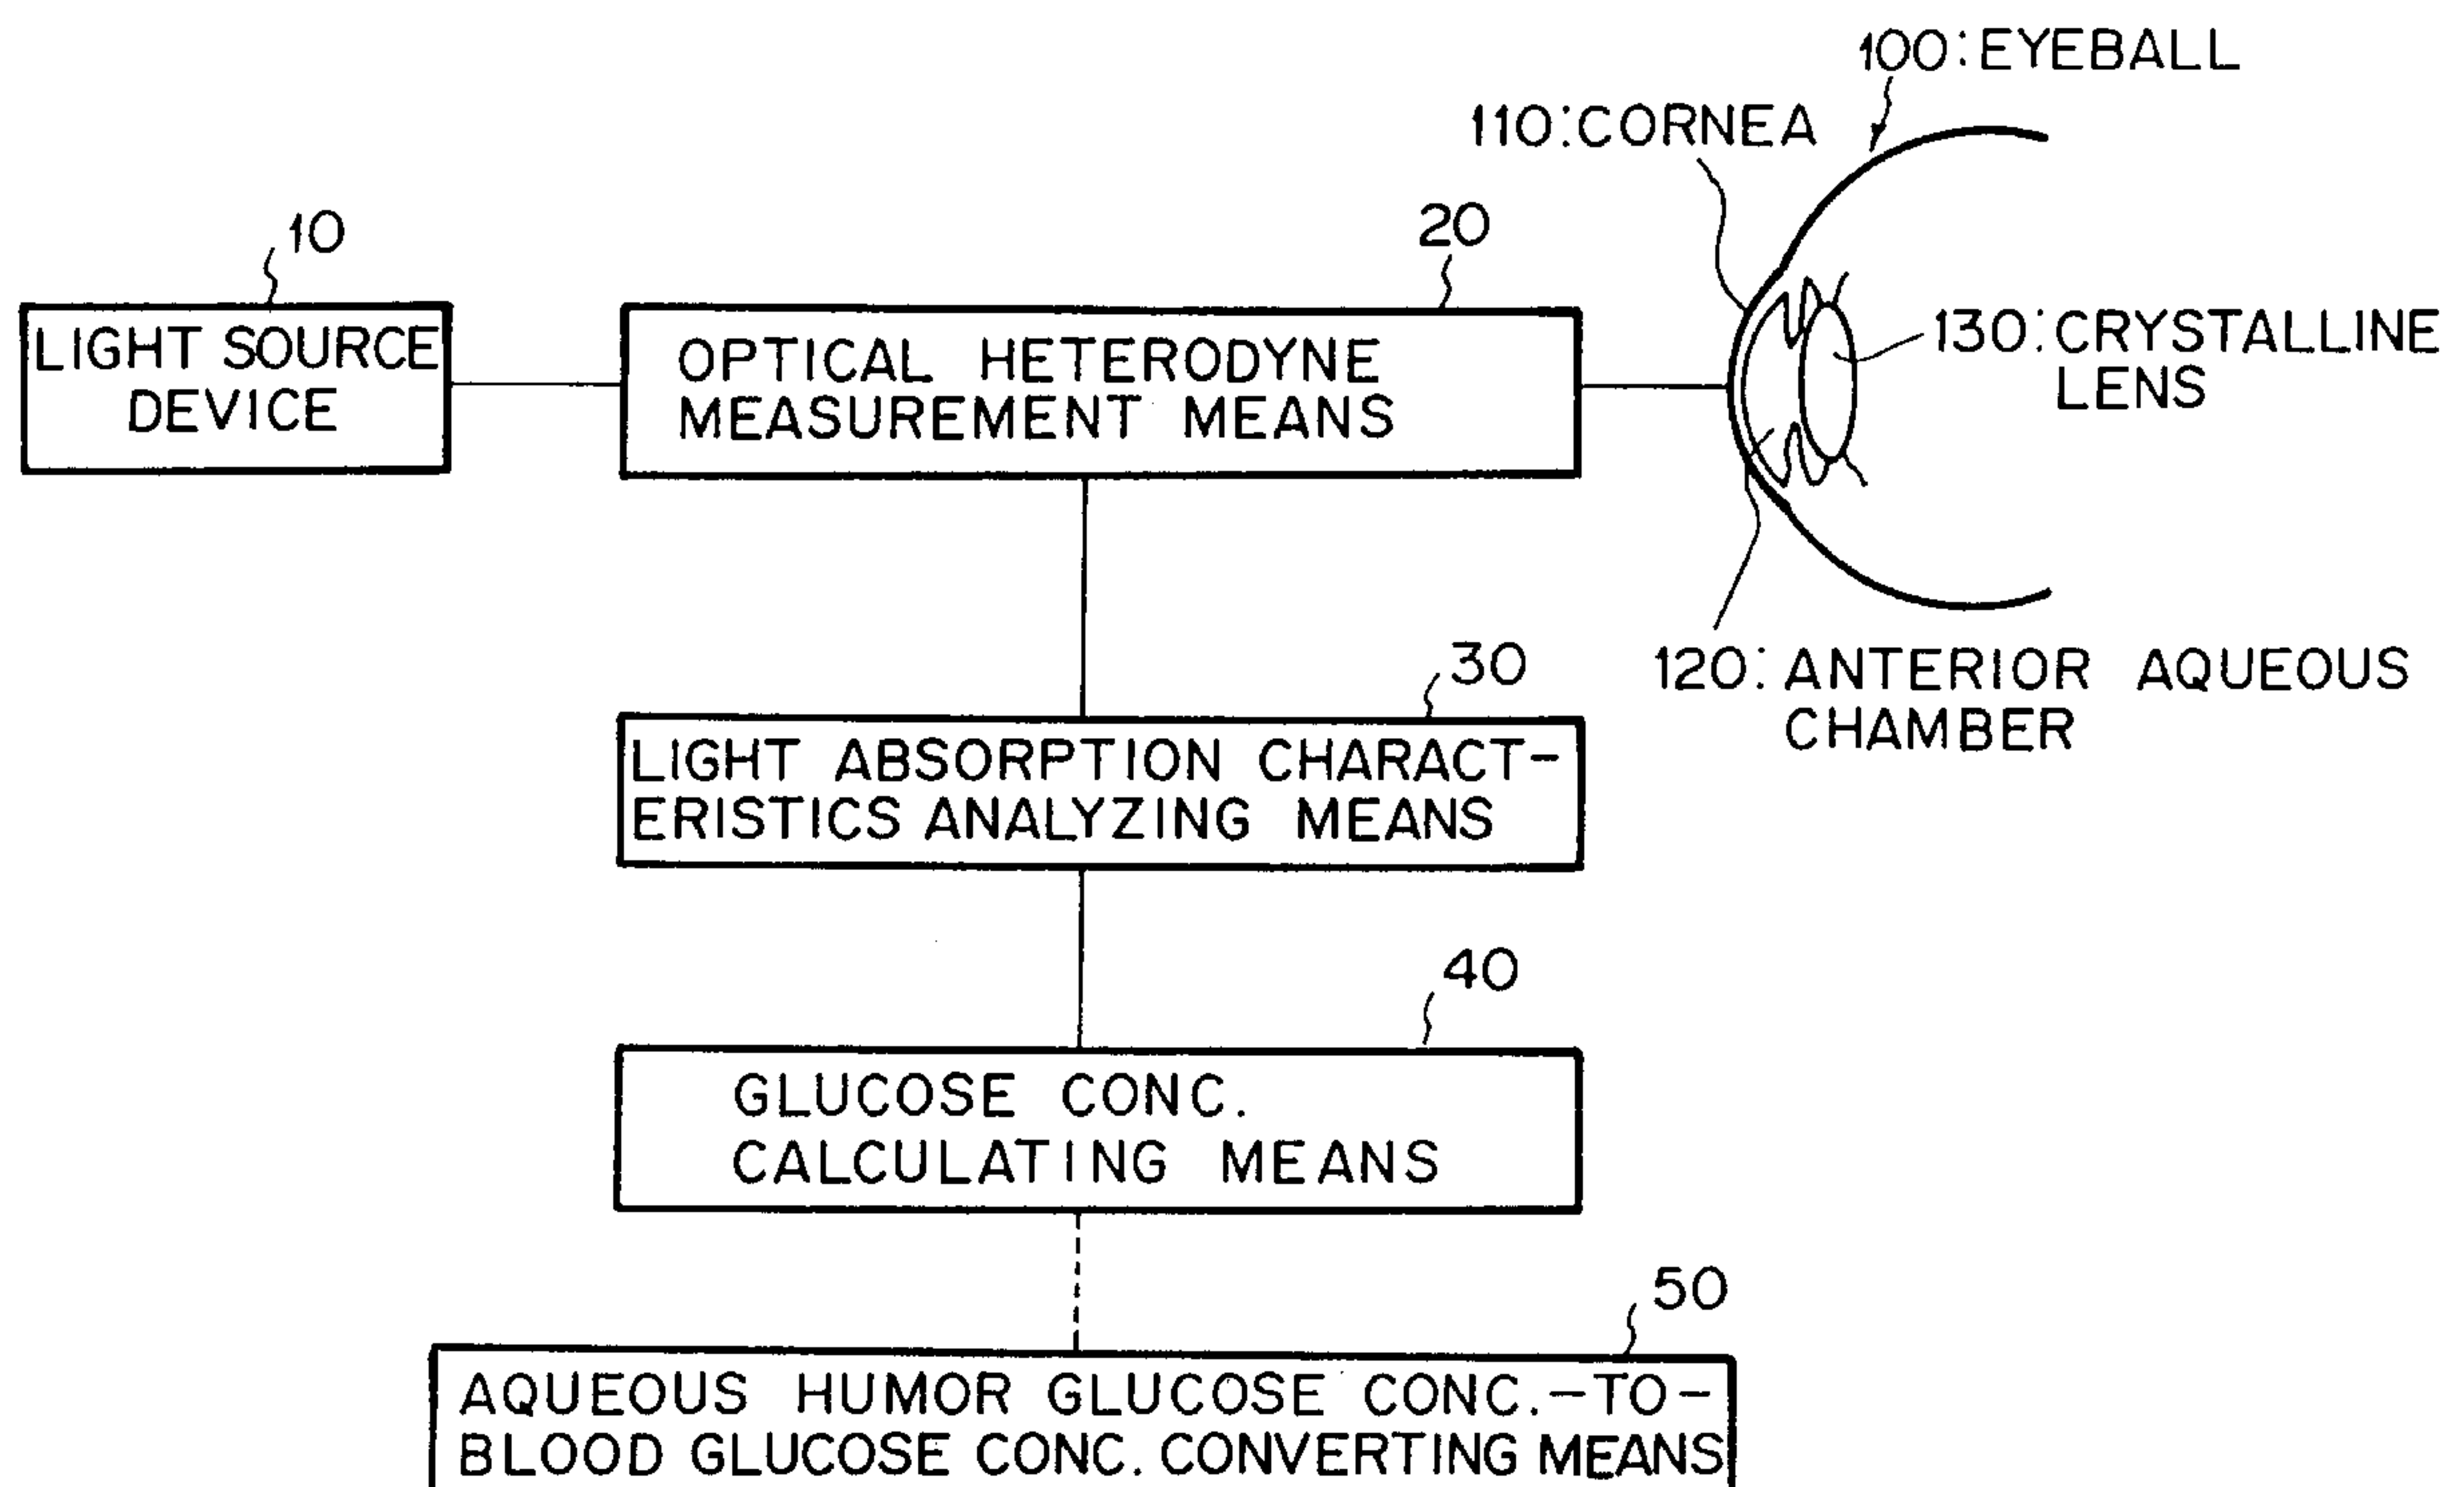 100: EYEBALL
110: CORNEA
10
20
LIGHT SOURCE
DEVICE
OPTICAL HETERODYNE
MEASUREMENT MEANS
130: CRYSTALLINE
LENS
30
120: ANTERIOR AQUEOUS
CHAMBER
LIGHT ABSORPTION CHARACT-
ERISTICS ANALYZING MEANS
40
GLUCOSE CONC.
CALCULATING MEANS
50
AQUEOUS HUMOR GLUCOSE CONC.-TO-
BLOOD GLUCOSE CONC. CONVERTING MEANS